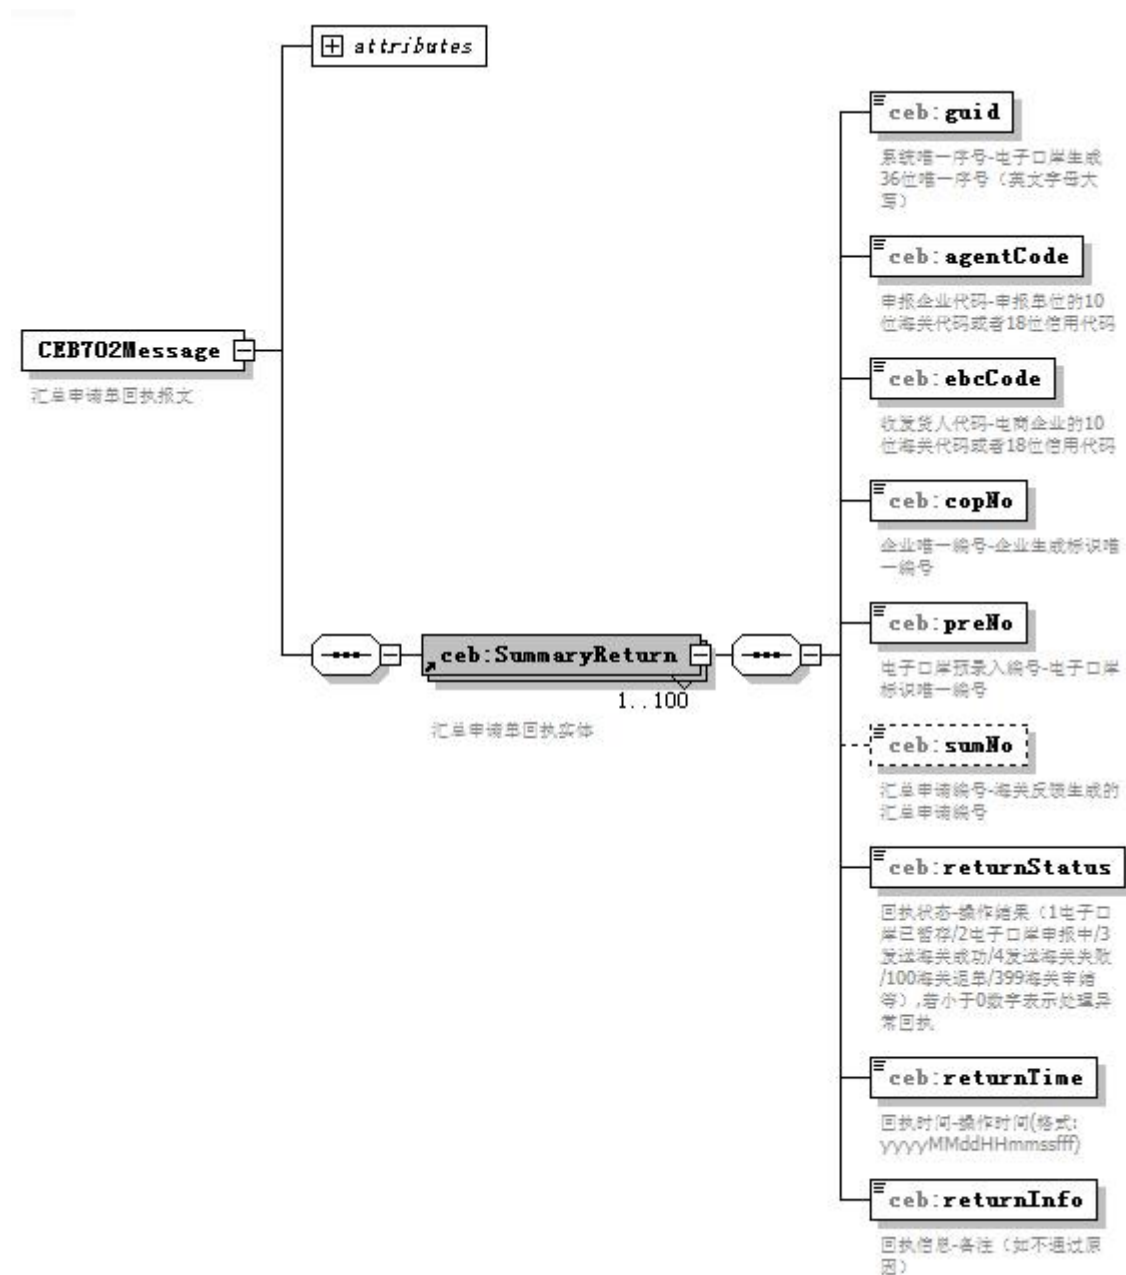 attributes
ceb:guid
系统唯一序号-电子口岸生成
36位唯一序号（英文字母大
写）
ceb:agentCode
申报企业代码-申报单位的10
位海关代码或者18位信用代码
CEB702Message
汇总申请单回执报文
ceb:ebcCode
收发货人代码-电商企业的10
位海关代码或者18位信用代码
ceb:copNo
企业唯一编号-企业生成标识唯
一编号
ceb:preNo
电子口岸预录入编号-电子口岸
标识唯一编号
ceb:SummaryReturn
1..100
汇总申请单回执实体
ceb:sumNo
汇总申请编号-海关反馈生成的
汇总申请编号
ceb:returnStatus
回执状态-操作结果（1电子口
岸已暂存/2电子口岸申报中/3
发送海关成功/4发送海关失败
/100海关退单/399海关审结
等）,若小于0数字表示处理异
常回执
ceb:returnTime
回执时间-操作时间(格式:
yyyyMMddHHmmssfff)
ceb:returnInfo
回执信息-备注（如不通过原
因）